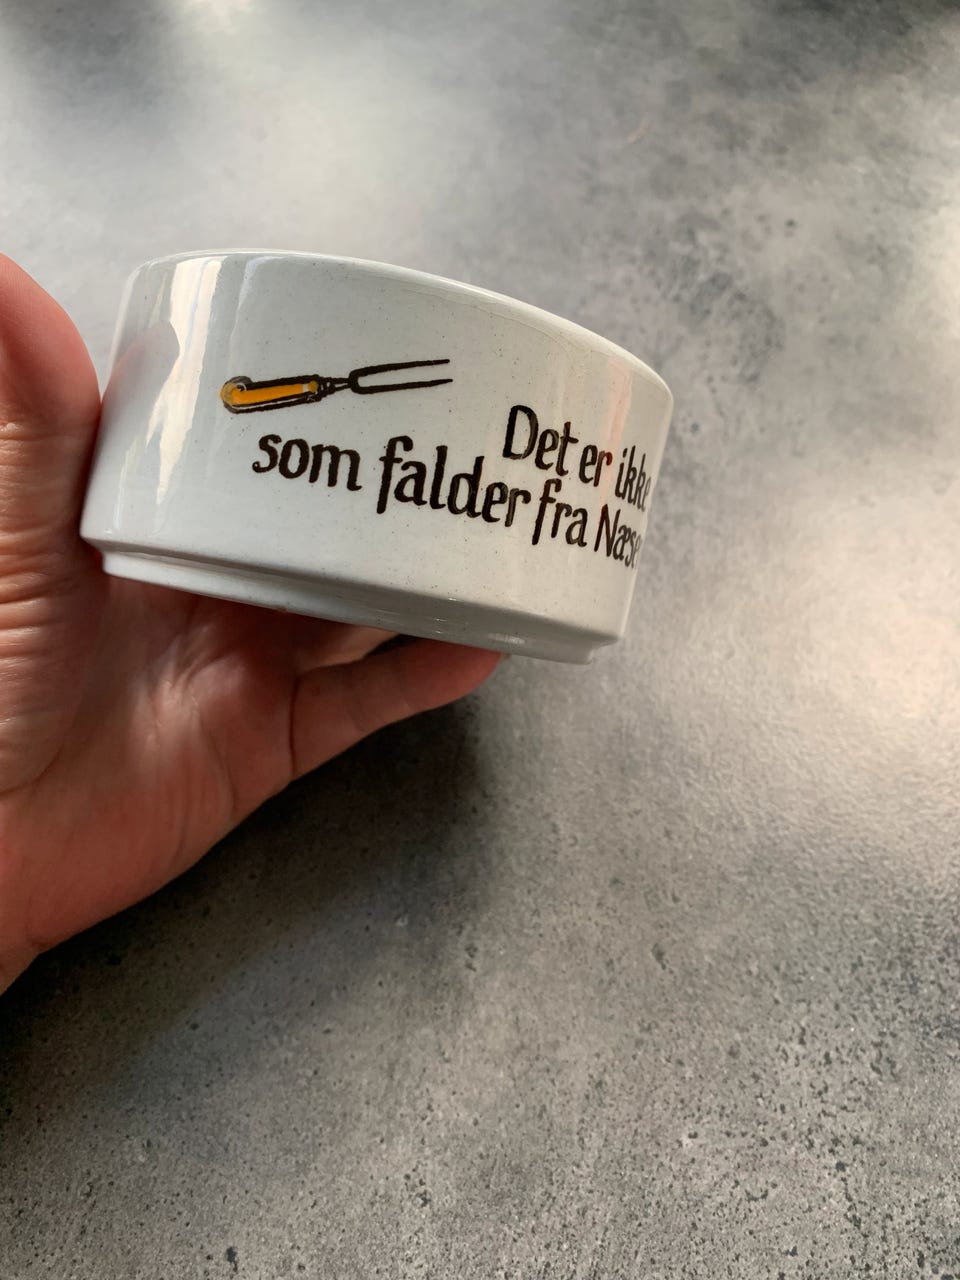 Det er ikke
som falder fra Næse